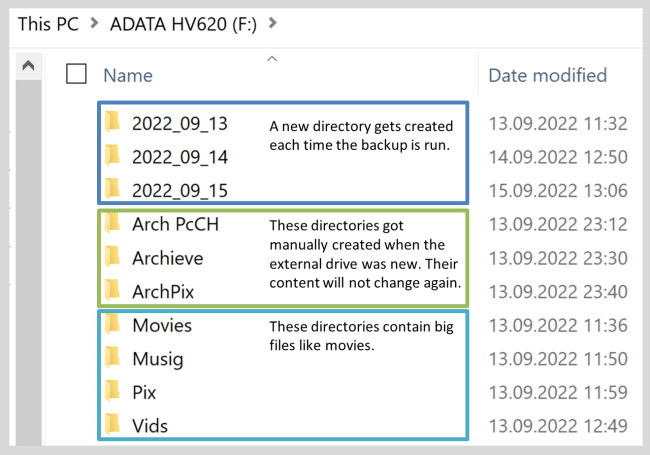 This PC > ADATA HV620 (F:) >
Name Date modified
2022_09_13 13.09.2022 11:32
2022_09_14 14.09.2022 12:50
2022_09_15 15.09.2022 13:06
A new directory gets created
each time the backup is run.
Arch PcCH 13.09.2022 23:12
Archieve 13.09.2022 23:30
ArchPix 13.09.2022 23:40
These directories got
manually created when the
external drive was new. Their
content will not change again.
Movies 13.09.2022 11:36
Musig 13.09.2022 11:50
Pix 13.09.2022 11:59
Vids 13.09.2022 12:49
These directories contain big
files like movies.